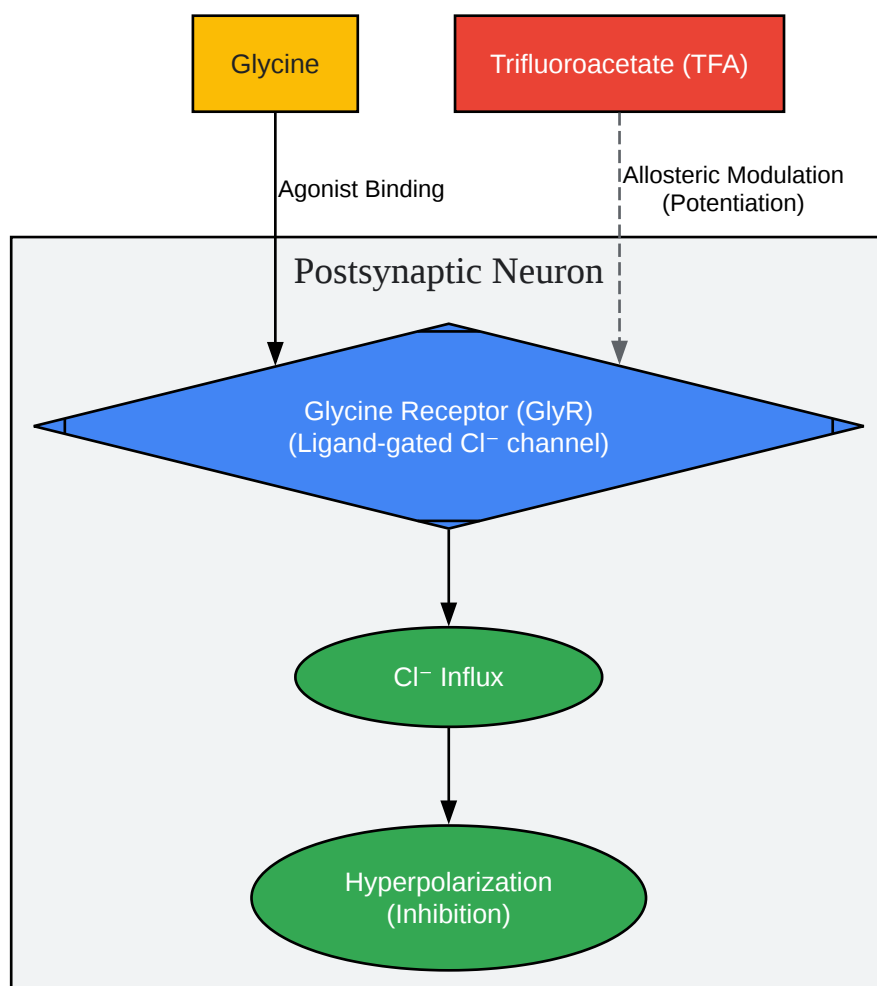 Glycine
Trifluoroacetate (TFA)
Agonist Binding
Allosteric Modulation
(Potentiation)
Postsynaptic Neuron
Glycine Receptor (GlyR)
(Ligand-gated Cl⁻ channel)
Cl⁻ Influx
Hyperpolarization
(Inhibition)